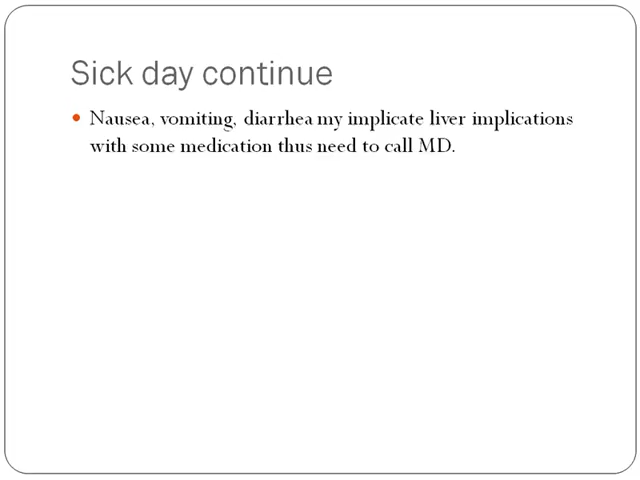 Sick day continue
• Nausea, vomiting, diarrhea my implicate liver implications
with some medication thus need to call MD.